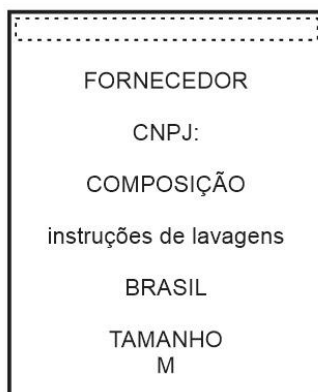 FORNECEDOR
CNPJ:
COMPOSIÇÃO
instruções de lavagens
BRASIL
TAMANHO
M